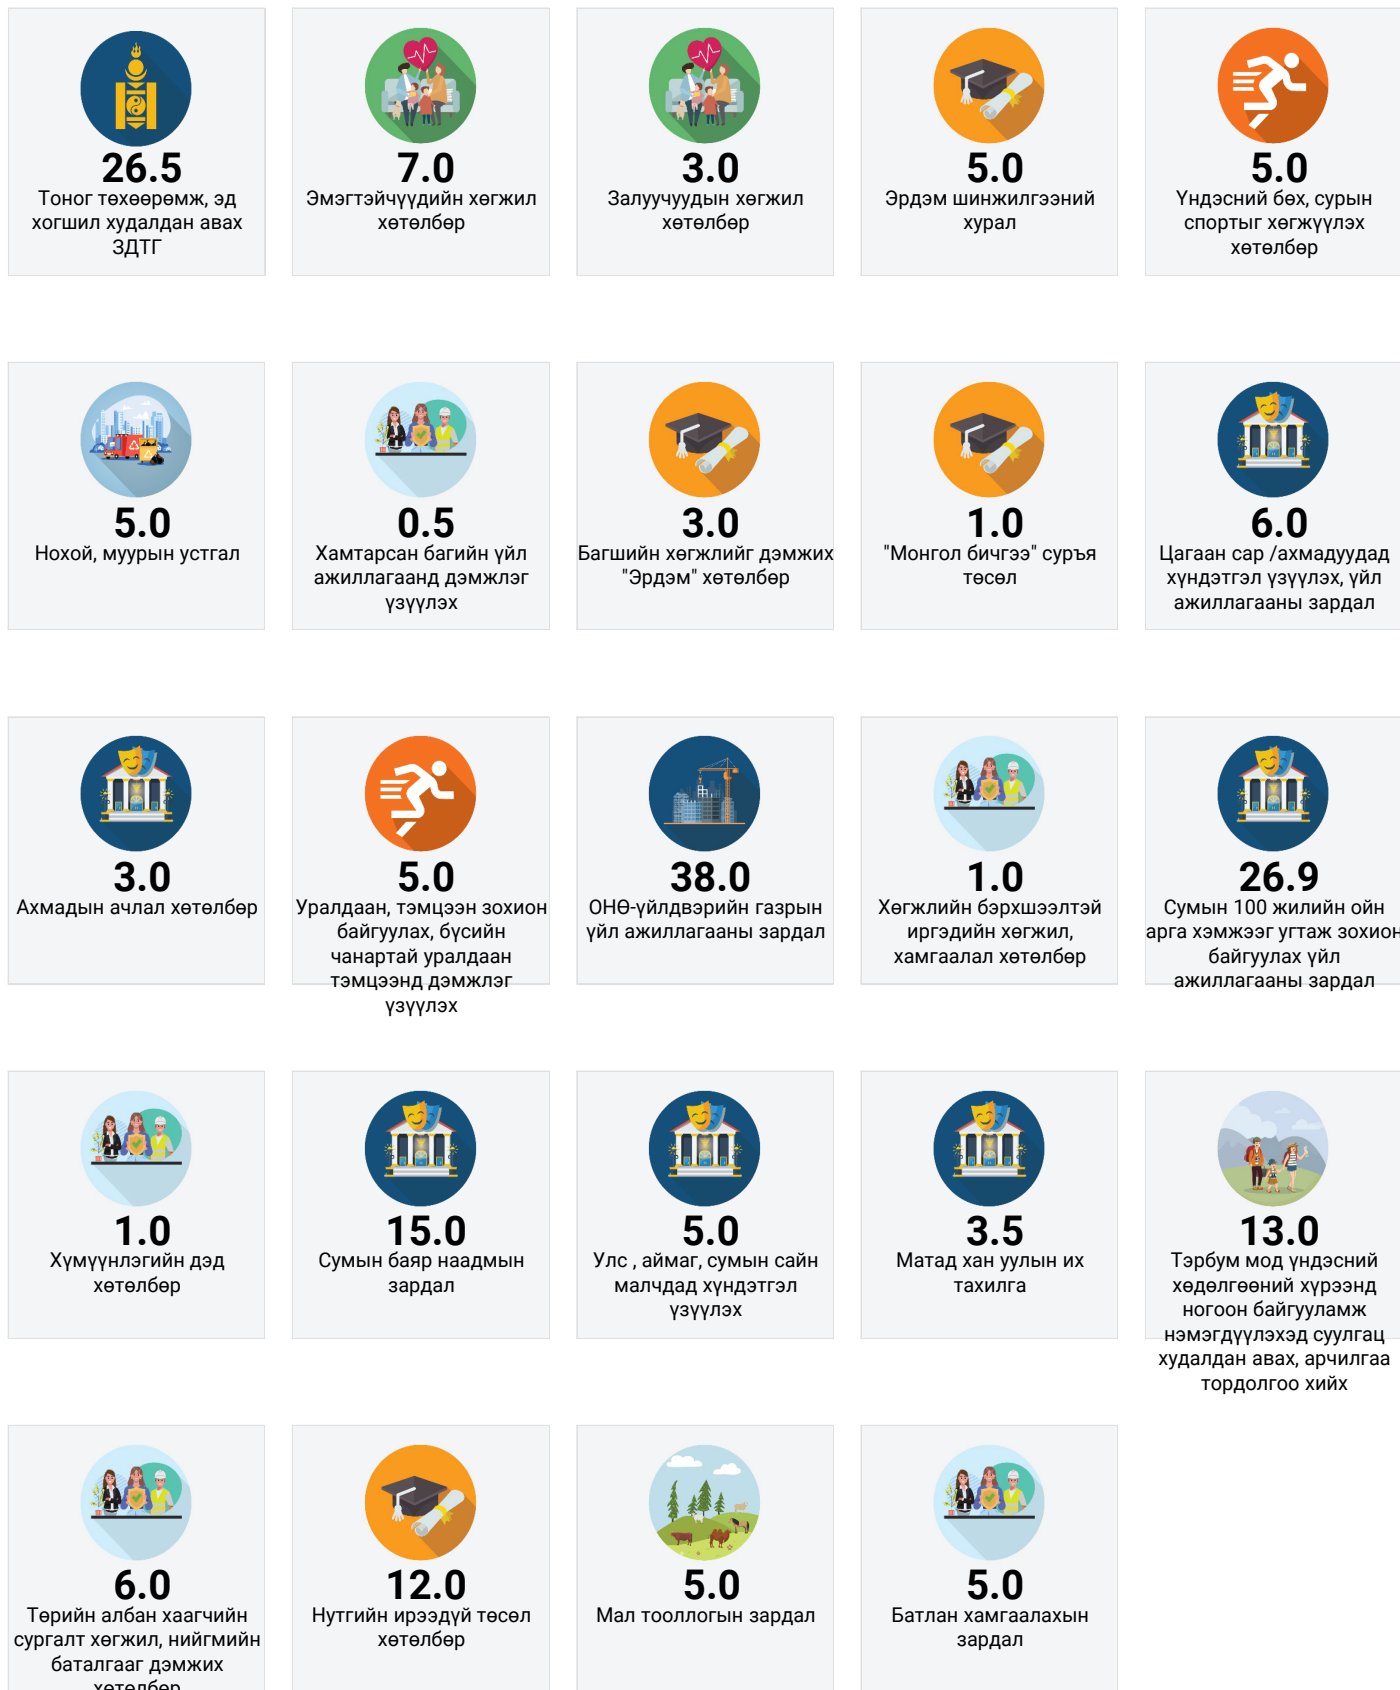 26.5
Тоног төхөөрөмж, эд
хогшил худалдан авах
ЗДТГ
7.0
Эмэгтэйчүүдийн хөгжил
хөтөлбөр
3.0
Залуучуудын хөгжил
хөтөлбөр
5.0
Эрдэм шинжилгээний
хурал
5.0
Үндэсний бөх, сурын
спортыг хөгжүүлэх
хөтөлбөр
5.0
Нохой, муурын устгал
0.5
Хамтарсан багийн үйл
ажиллагаанд дэмжлэг
үзүүлэх
3.0
Багшийн хөгжлийг дэмжих
"Эрдэм" хөтөлбөр
1.0
"Монгол бичгээ" суръя
төсөл
6.0
Цагаан сар /ахмадуудад
хүндэтгэл үзүүлэх, үйл
ажиллагааны зардал
3.0
Ахмадын ачлал хөтөлбөр
5.0
Уралдаан, тэмцээн зохион
байгуулах, бүсийн
чанартай уралдаан
тэмцээнд дэмжлэг
үзүүлэх
38.0
ОНӨ-үйлдвэрийн газрын
үйл ажиллагааны зардал
1.0
Хөгжлийн бэрхшээлтэй
иргэдийн хөгжил,
хамгаалал хөтөлбөр
26.9
Сумын 100 жилийн ойн
арга хэмжээг угтаж зохион
байгуулах үйл
ажиллагааны зардал
1.0
Хүмүүнлэгийн дэд
хөтөлбөр
15.0
Сумын баяр наадмын
зардал
5.0
Улс , аймаг, сумын сайн
малчдад хүндэтгэл
үзүүлэх
3.5
Матад хан уулын их
тахилга
13.0
Тэрбум мод үндэсний
хөдөлгөөний хүрээнд
ногоон байгууламж
нэмэгдүүлэхэд суулгац
худалдан авах, арчилгаа
тордолгоо хийх
6.0
Төрийн албан хаагчийн
сургалт хөгжил, нийгмийн
баталгааг дэмжих
хөтөлбөр
12.0
Нутгийн ирээдүй төсөл
хөтөлбөр
5.0
Мал тооллогын зардал
5.0
Батлан хамгаалахын
зардал